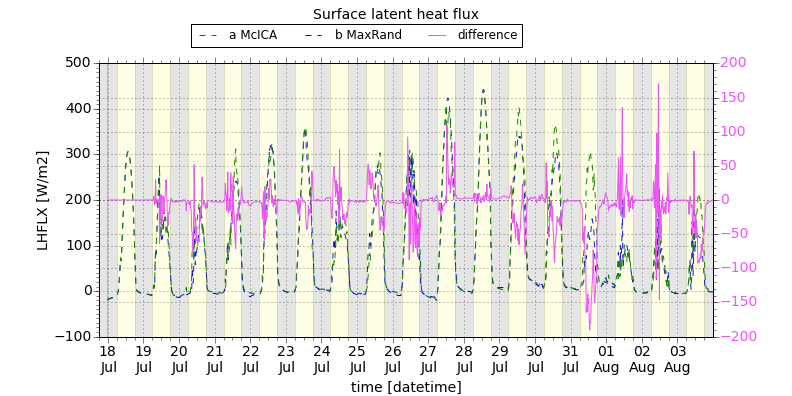 Surface latent heat flux
a McICA b MaxRand difference
500 200
400 150
300 100
200 50
100 0
0 −50
−100 −100
−150
−200
LHFLX [W/m2]
18 19 20 21 22 23 24 25 26 27 28 29 30 31 01 02 03
Jul Jul Jul Jul Jul Jul Jul Jul Jul Jul Jul Jul Jul Jul Aug Aug Aug
time [datetime]